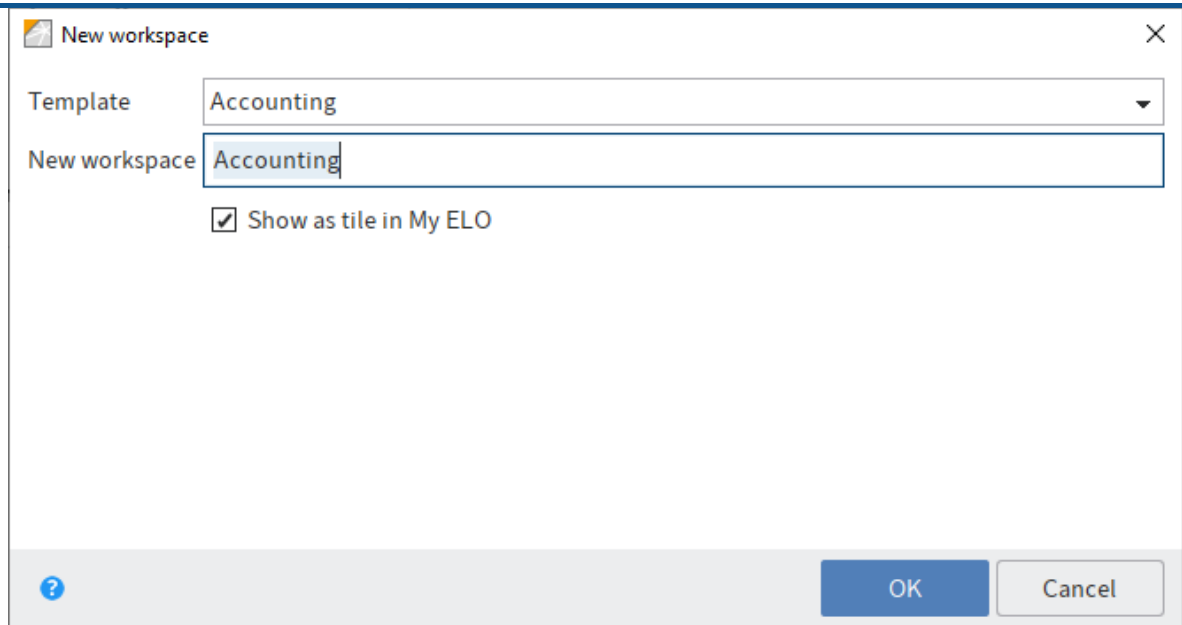 New workspace
Template Accounting
New workspace Accounting
Show as tile in My ELO
? OK Cancel